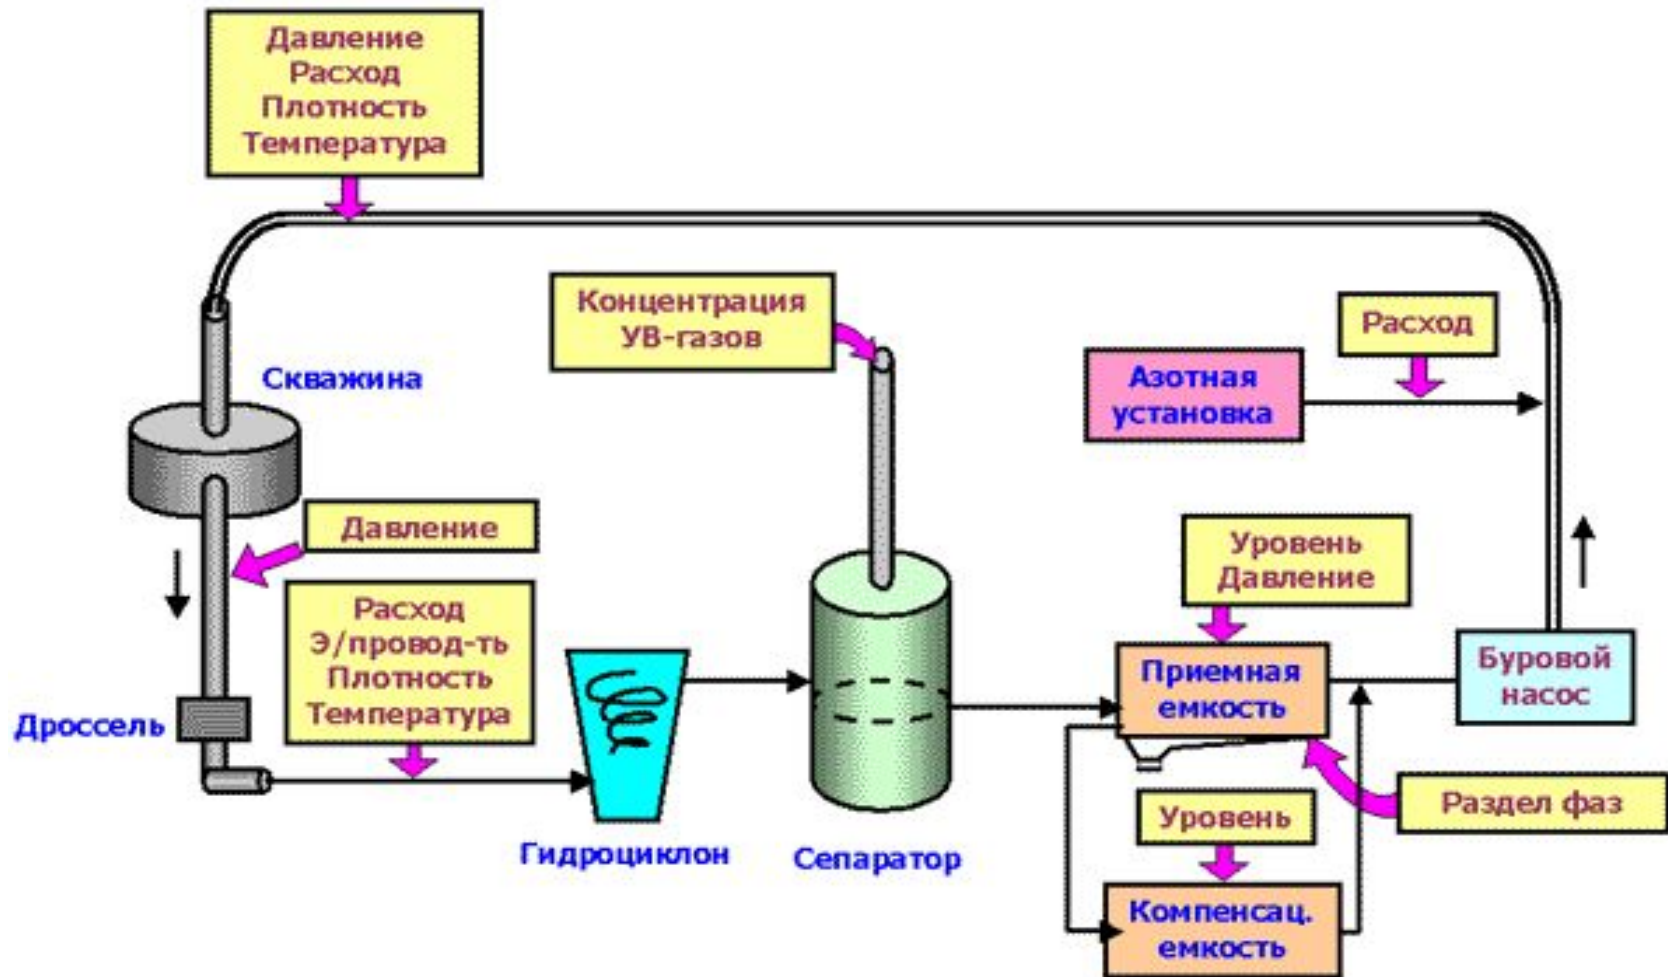 Давление
Расход
Плотность
Температура
Концентрация
УВ-газов
Расход
Скважина
Азотная
установка
Давление
Уровень
Давление
Расход
Э/провод-ть
Плотность
Температура
Приемная
емкость
Буровой
насос
Дроссель
Раздел фаз
Уровень
Гидроциклон
Сепаратор
Компенсац.
емкость